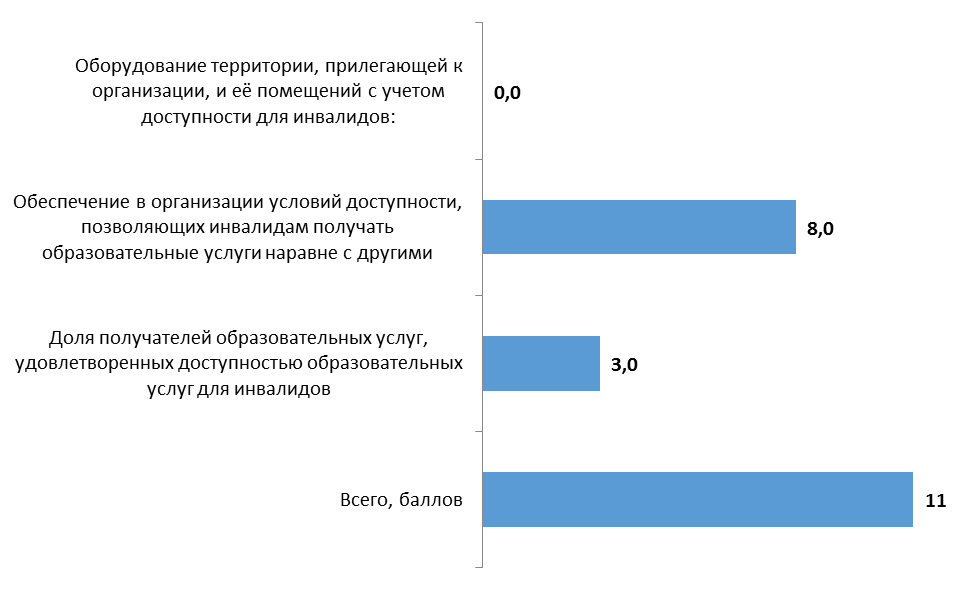 Оборудование территории, прилегающей к
организации, и её помещений с учетом
доступности для инвалидов:
0,0
Обеспечение в организации условий доступности,
позволяющих инвалидам получать
образовательные услуги наравне с другими
8,0
Доля получателей образовательных услуг,
удовлетворенных доступностью образовательных
услуг для инвалидов
3,0
Всего, баллов
11